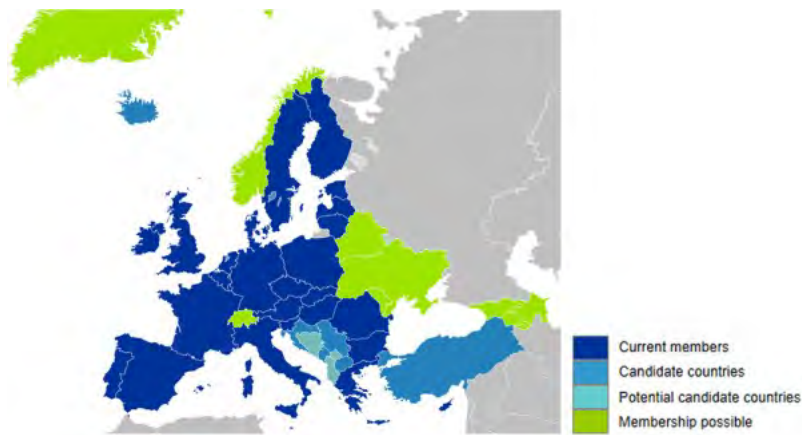 Current members
Candidate countries
Potential candidate countries
Membership possible